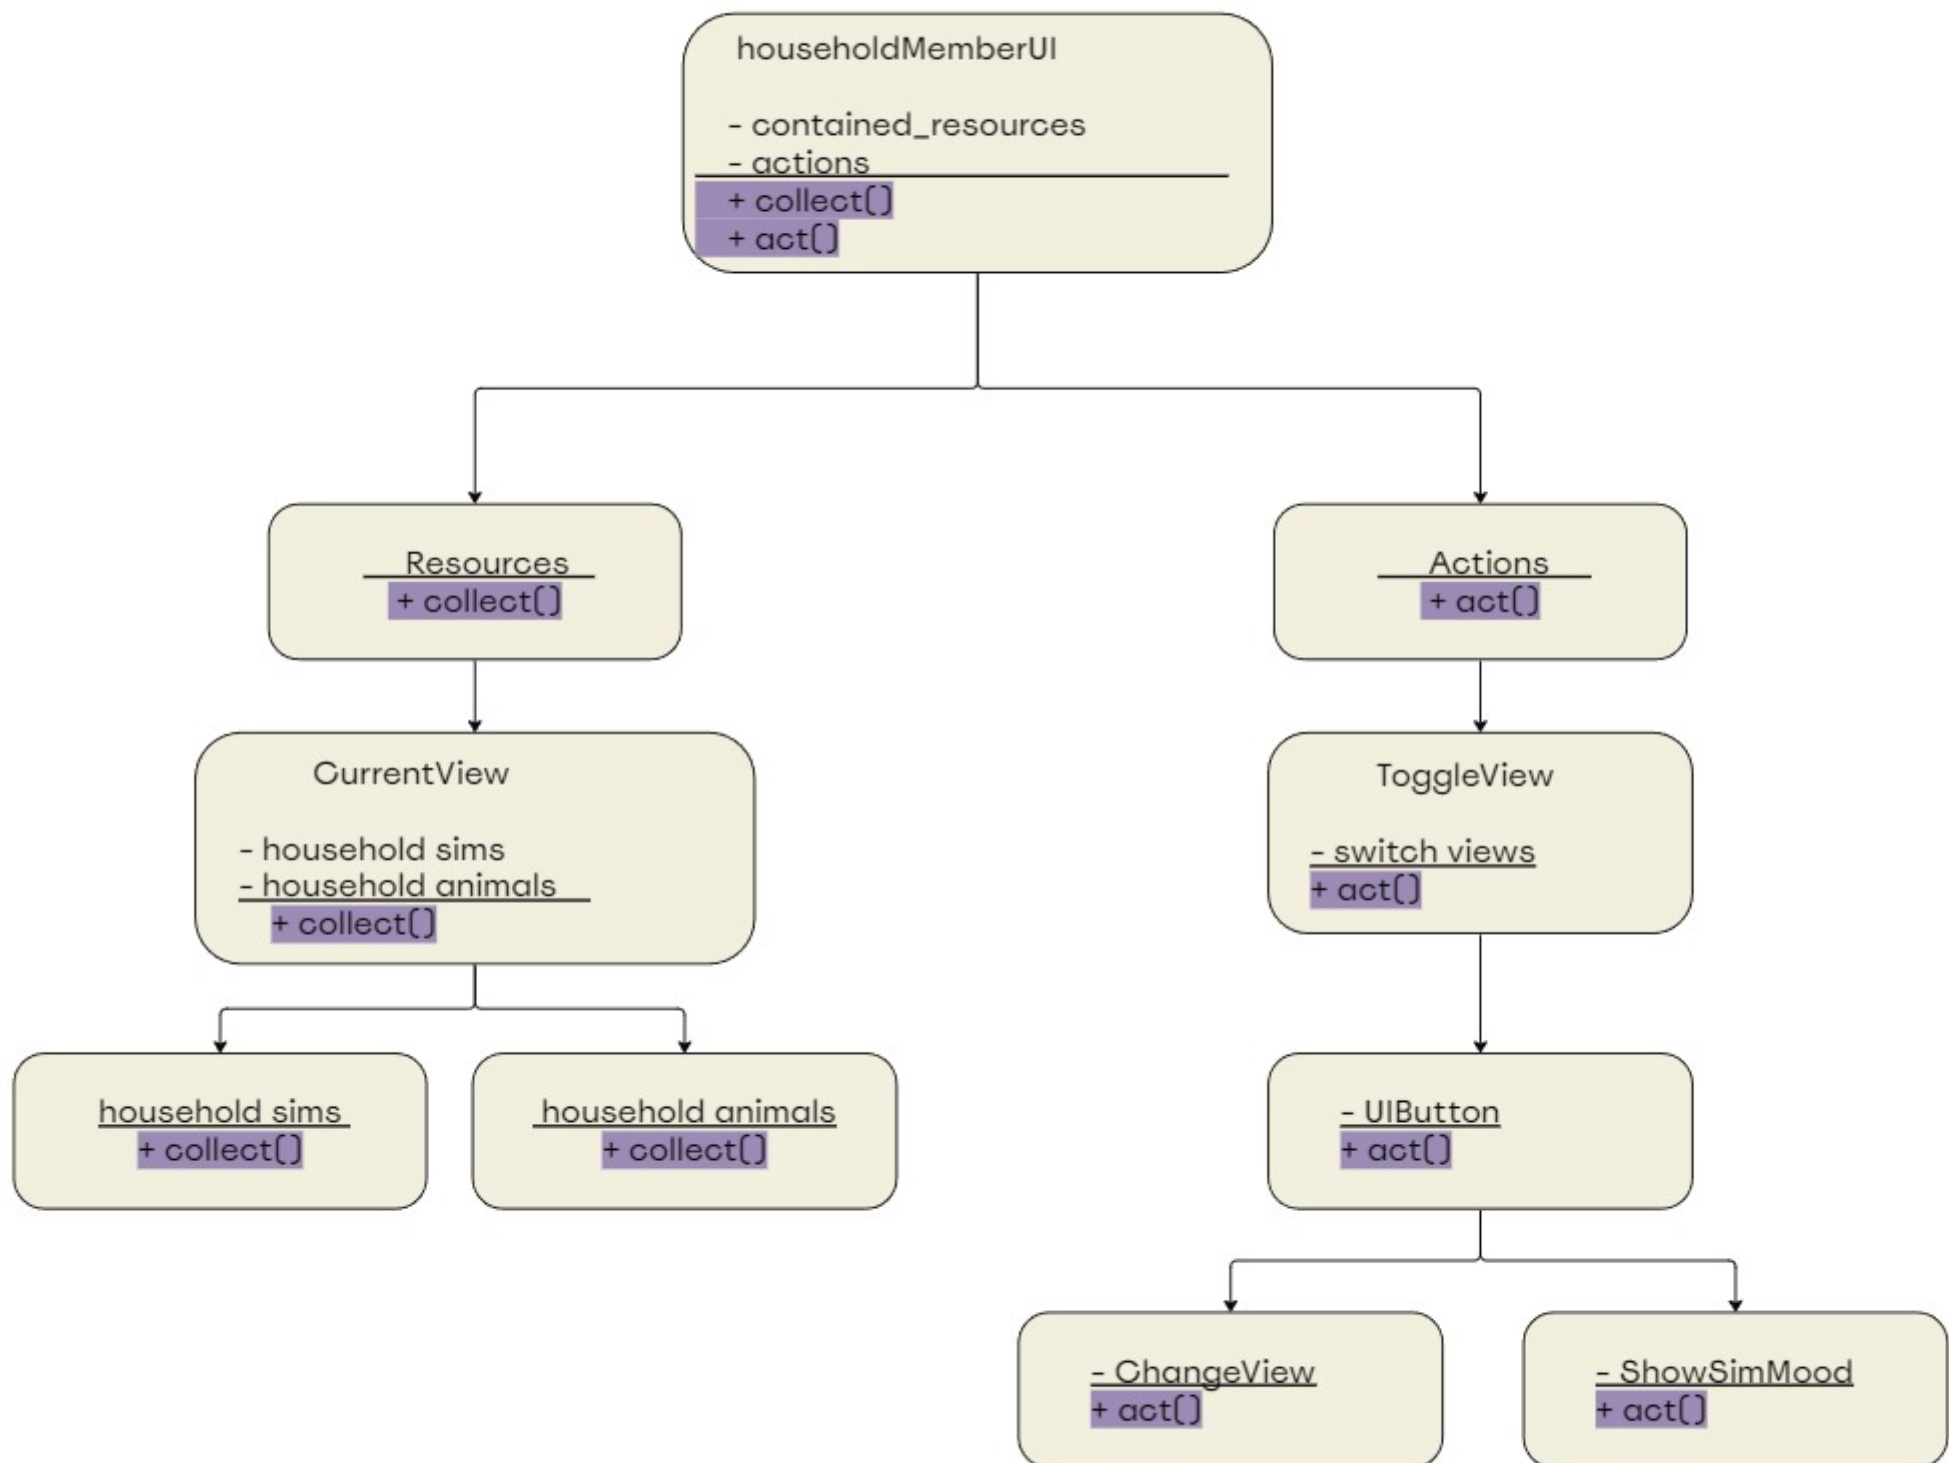 householdMemberUI
- contained_resources
- actions
+ collect()
+ act()
Resources
+ collect()
Actions
+ act()
CurrentView
- household sims
- household animals
+ collect()
ToggleView
- switch views
+ act()
household sims
+ collect()
household animals
+ collect()
- UIButton
+ act()
- ChangeView
+ act()
- ShowSimMood
+ act()